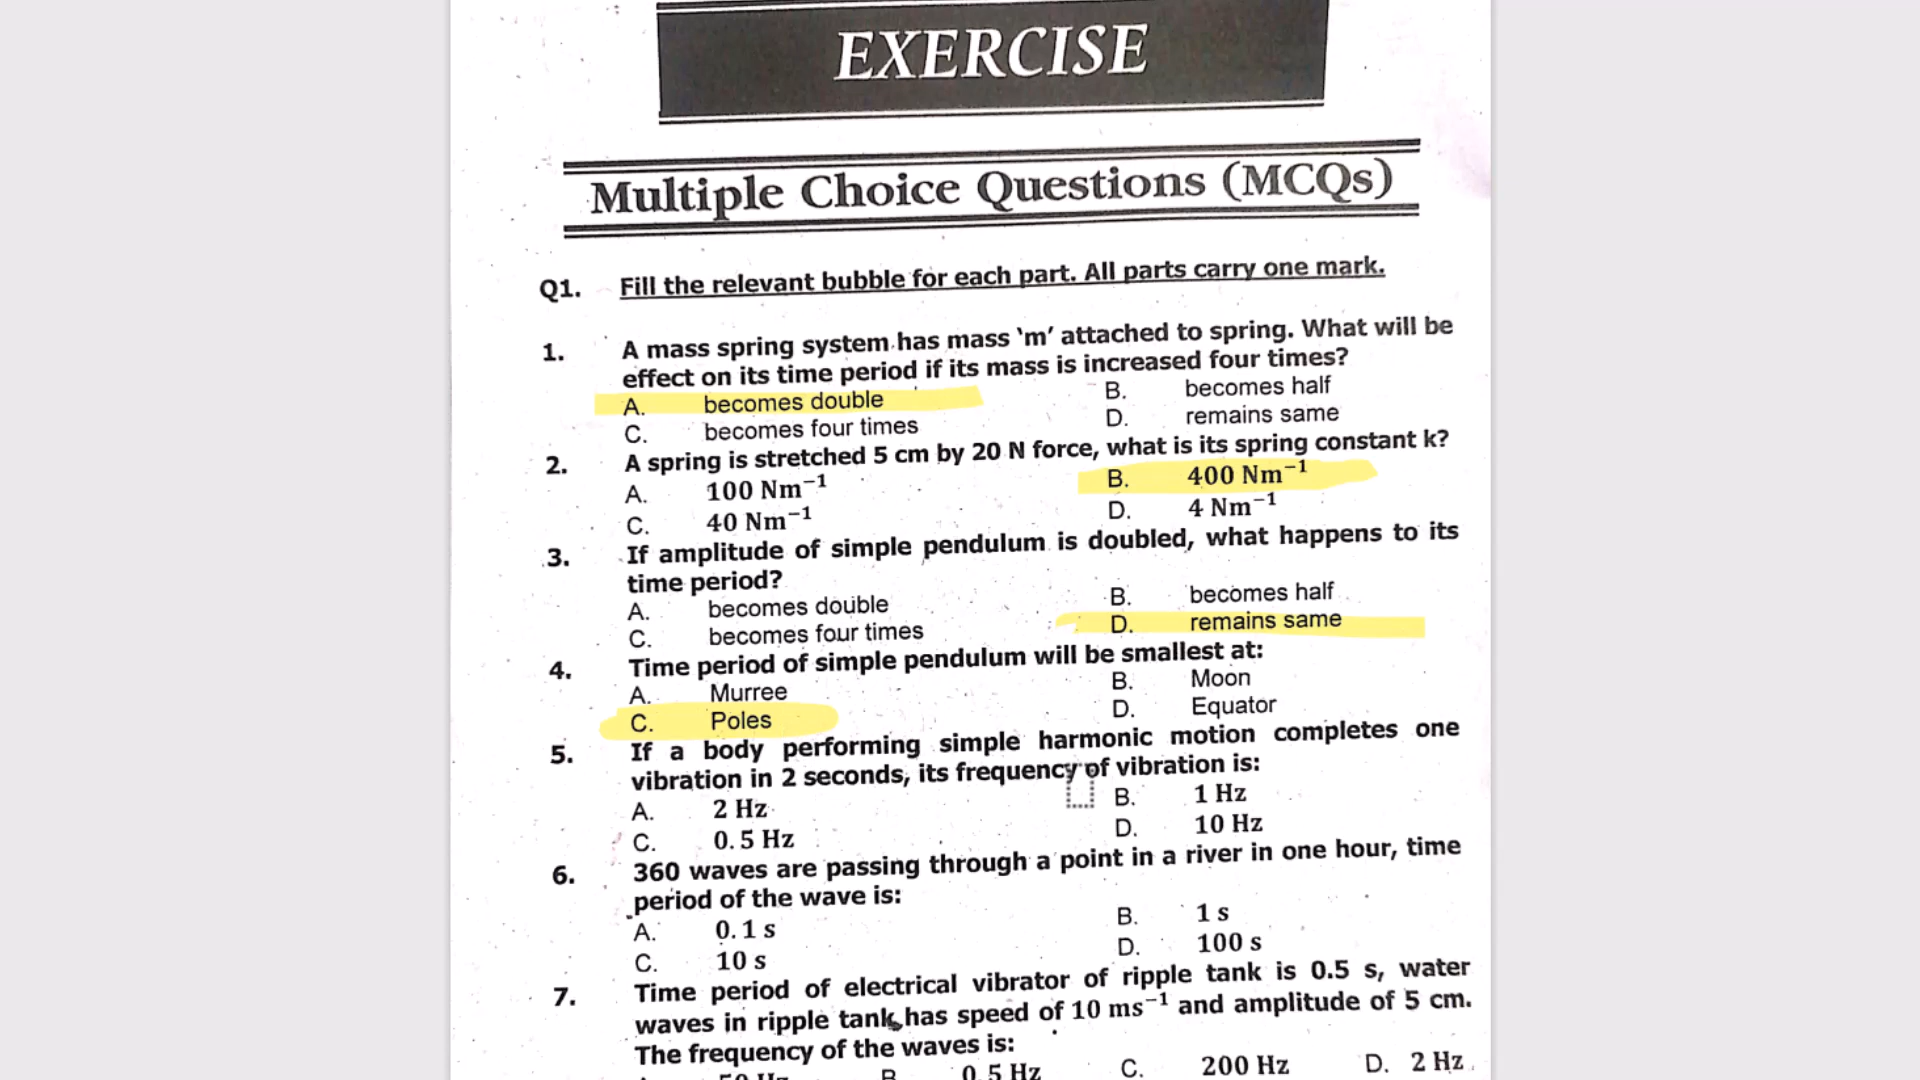 EXERCISE
Multiple Choice Questions (MCQs)
Q1. Fill the relevant bubble for each part. All parts carry one mark.
1. A mass spring system has mass ‘m’ attached to spring. What will be
effect on its time period if its mass is increased four times?
A. becomes double B. becomes half
C. becomes four times D. remains same
2. A spring is stretched 5 cm by 20 N force, what is its spring constant k?
A. 100 Nm⁻¹ B. 400 Nm⁻¹
C. 40 Nm⁻¹ D. 4 Nm⁻¹
3. If amplitude of simple pendulum is doubled, what happens to its
time period?
A. becomes double B. becomes half
C. becomes four times D. remains same
4. Time period of simple pendulum will be smallest at:
A. Murree B. Moon
C. Poles D. Equator
5. If a body performing simple harmonic motion completes one
vibration in 2 seconds, its frequency of vibration is:
A. 2 Hz B. 1 Hz
C. 0.5 Hz D. 10 Hz
6. 360 waves are passing through a point in a river in one hour, time
period of the wave is:
A. 0.1 s B. 1 s
C. 10 s D. 100 s
7. Time period of electrical vibrator of ripple tank is 0.5 s, water
waves in ripple tank has speed of 10 ms⁻¹ and amplitude of 5 cm.
The frequency of the waves is:
50 Hz B 0.5 Hz C. 200 Hz D. 2 Hz